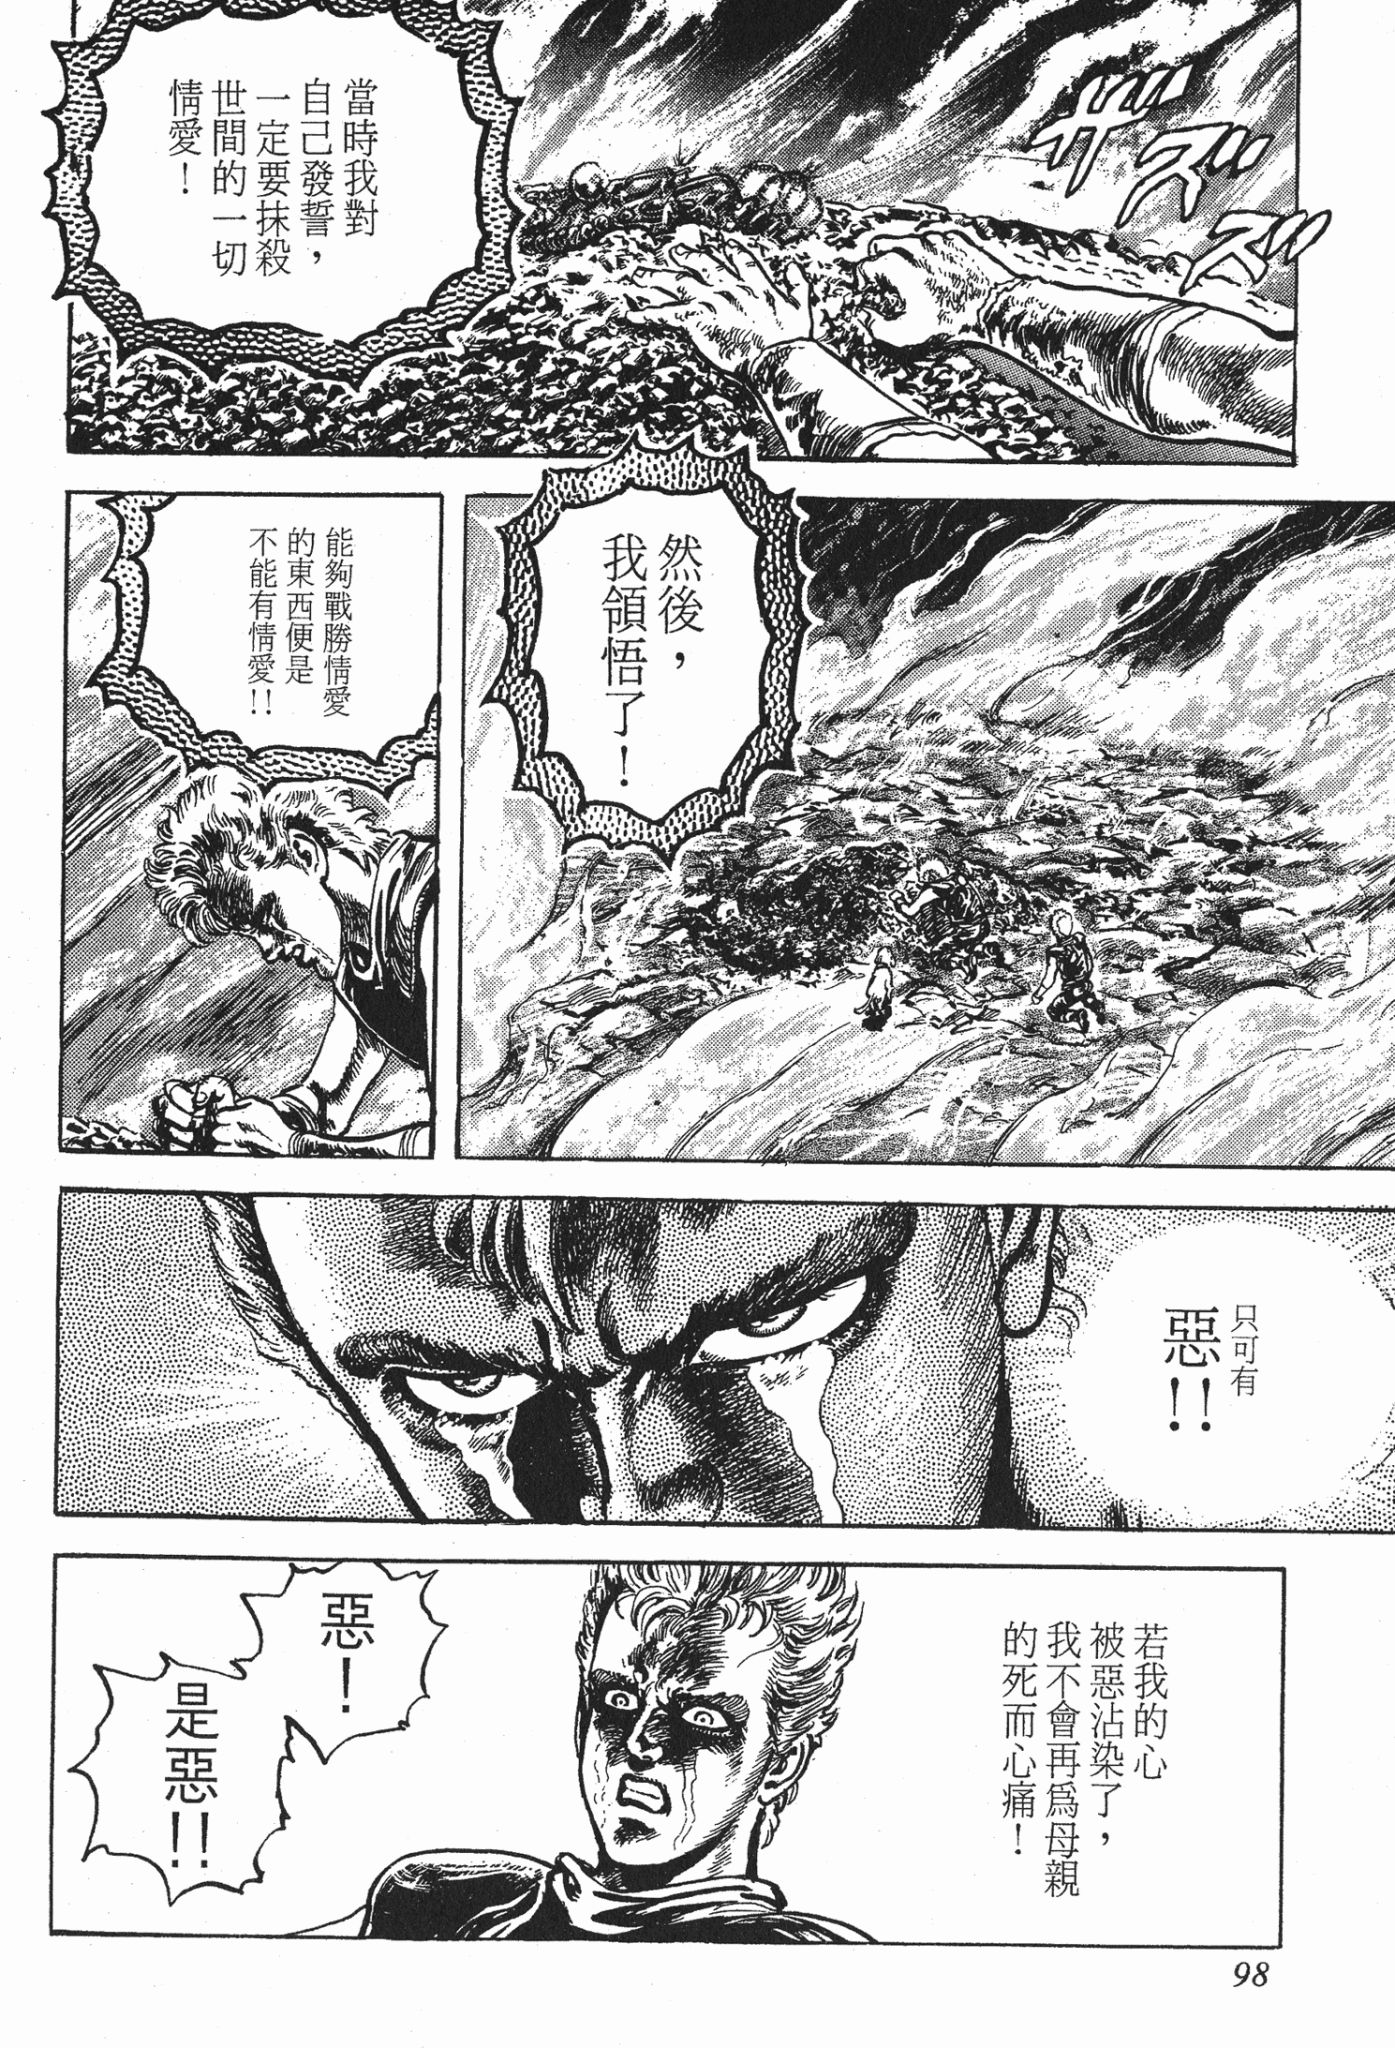 ザズズ
當時我對
自己發誓，
一定要抹殺
世間的一切
情愛！
然後，
我領悟了！
能夠戰勝情愛
的東西便是
不能有情愛!!
只可有
惡!!
若我的心
被惡沾染了，
我不會再爲母親
的死而心痛！
惡！
是惡!!
98